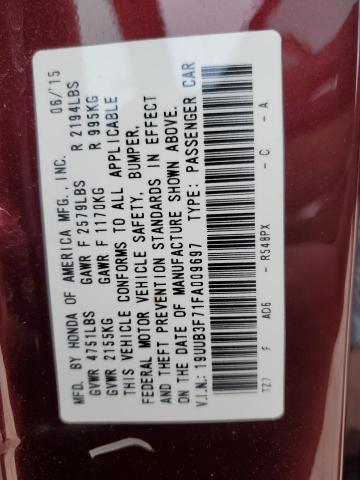 MFD. BY HONDA OF AMERICA MFG., INC. 06/'15
GVWR 4751LBS GAWR F 2579LBS R 2194LBS
GVWR 2155KG GAWR F 1170KG R 995KG
THIS VEHICLE CONFORMS TO ALL APPLICABLE
FEDERAL MOTOR VEHICLE SAFETY, BUMPER,
AND THEFT PREVENTION STANDARDS IN EFFECT
ON THE DATE OF MANUFACTURE SHOWN ABOVE.
V.I.N.: 19UUB3F71FA009697 TYPE: PASSENGER CAR
TZ7 F AD6 - R548PX - C - A